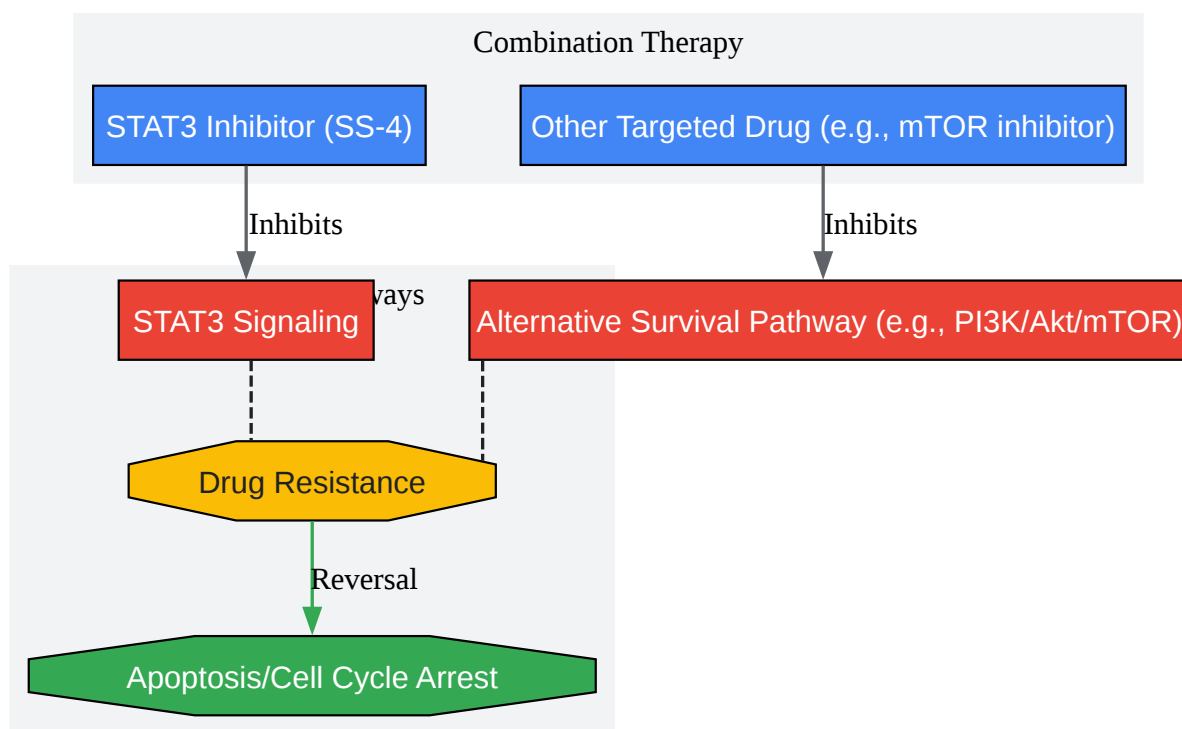 Combination Therapy
STAT3 Inhibitor (SS-4)
Other Targeted Drug (e.g., mTOR inhibitor)
Inhibits
Inhibits
STAT3 Signaling
Alternative Survival Pathway (e.g., PI3K/Akt/mTOR)
Drug Resistance
Reversal
Apoptosis/Cell Cycle Arrest